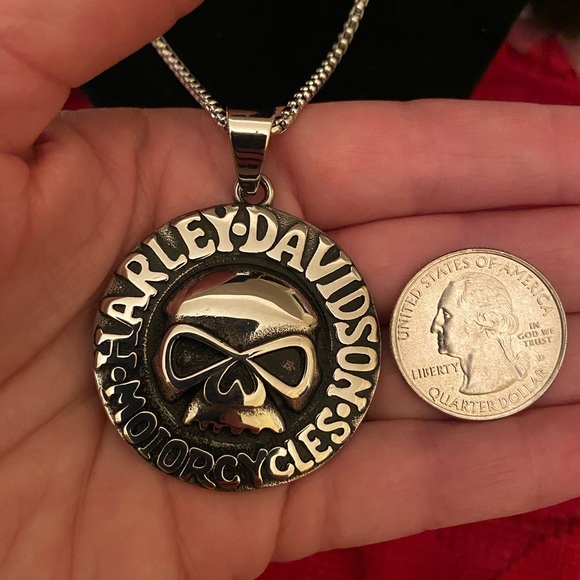 HARLEY·DAVIDSON
·MOTORCYCLES·
UNITED STATES OF AMERICA
LIBERTY
IN
GOD WE
TRUST
QUARTER DOLLAR